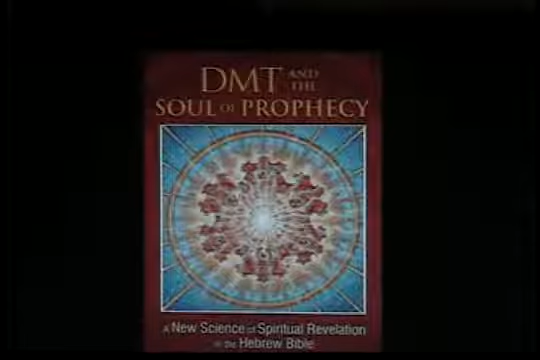 DMT AND THE
SOUL OF PROPHECY
A New Science of Spiritual Revelation
in the Hebrew Bible